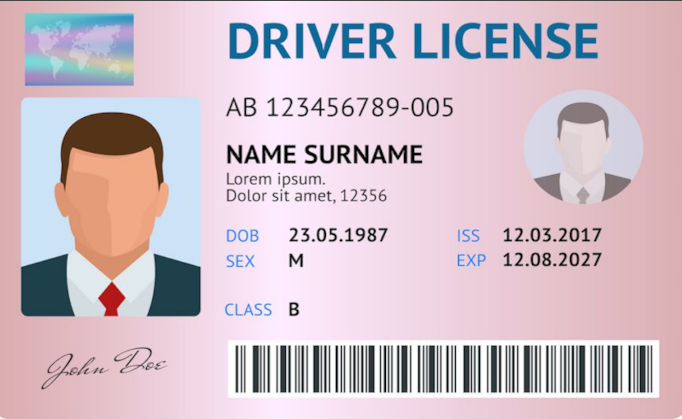 DRIVER LICENSE
AB 123456789-005
NAME SURNAME
Lorem ipsum.
Dolor sit amet, 12356
DOB 23.05.1987 ISS 12.03.2017
SEX M EXP 12.08.2027
CLASS B
John Doe